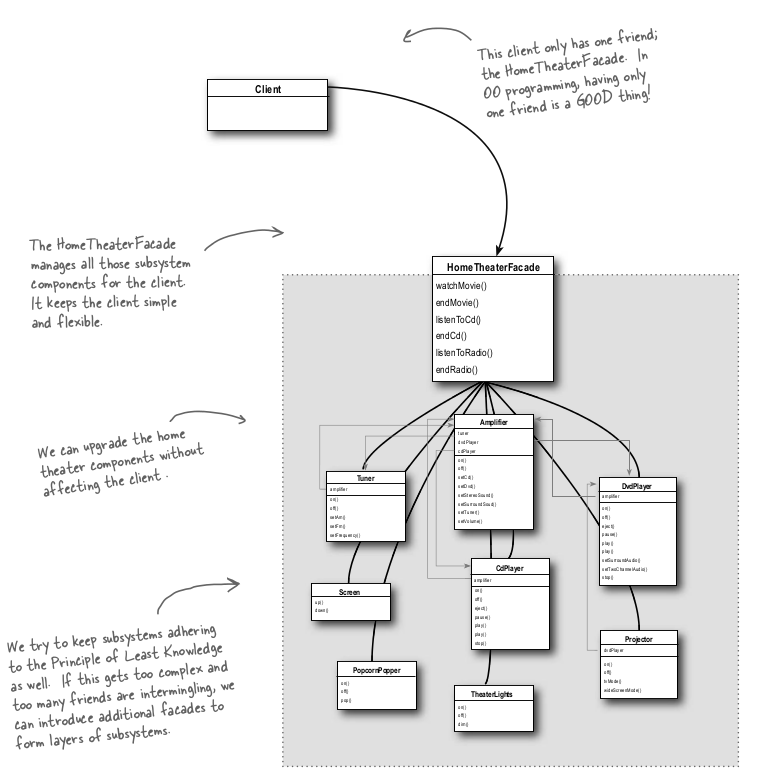 This client only has one friend;
the HomeTheaterFacade. In
OO programming, having only
one friend is a GOOD thing!
Client
The HomeTheaterFacade
manages all those subsystem
components for the client.
It keeps the client simple
and flexible.
HomeTheaterFacade
watchMovie()
endMovie()
listenToCd()
endCd()
listenToRadio()
endRadio()
We can upgrade the home
theater components without
affecting the client.
Amplifier
tuner
dvdPlayer
cdPlayer
on()
off()
setCd()
setDvd()
setStereoSound()
setSurroundSound()
setTuner()
setVolume()
Tuner
amplifier
on()
off()
setAm()
setFm()
setFrequency()
DvdPlayer
amplifier
on()
off()
eject()
pause()
play()
play()
setSurroundAudio()
setTwoChannelAudio()
stop()
Screen
up()
down()
CdPlayer
amplifier
on()
off()
eject()
pause()
play()
play()
stop()
We try to keep subsystems adhering
to the Principle of Least Knowledge
as well. If this gets too complex and
too many friends are intermingling, we
can introduce additional facades to
form layers of subsystems.
PopcornPopper
on()
off()
pop()
TheaterLights
on()
off()
dim()
Projector
dvdPlayer
on()
off()
tvMode()
wideScreenMode()